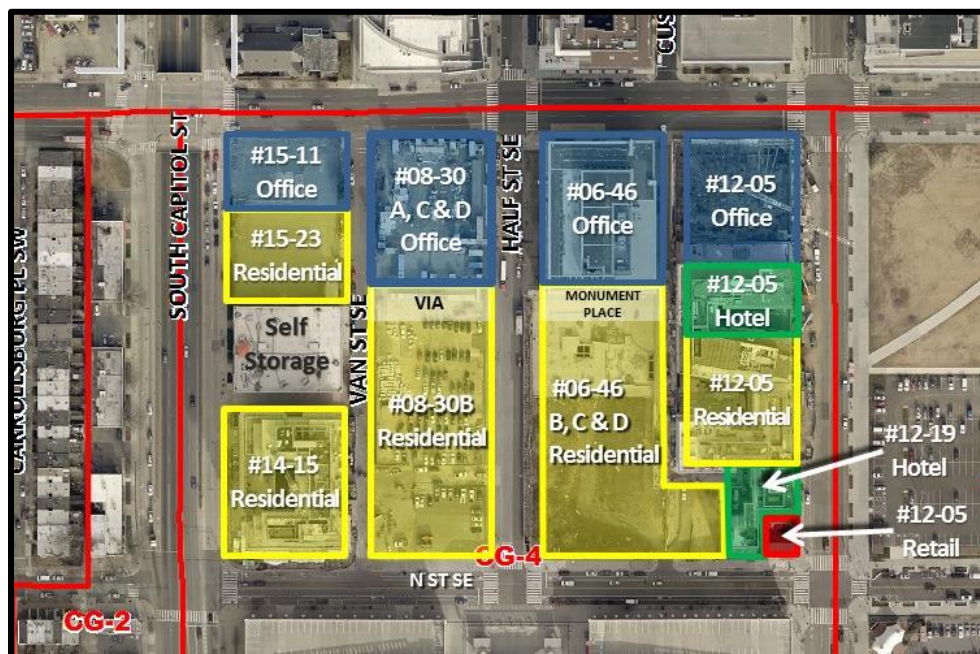 CUS
SOUTH CAPITOL ST
CARROLLSBURG PL SW
#15-11
Office
#08-30
A, C & D
Office
HALF ST SE
#06-46
Office
#12-05
Office
#15-23
Residential
VIA
MONUMENT
PLACE
#12-05
Hotel
Self
Storage
VAN ST SE
#08-30B
Residential
#06-46
B, C & D
Residential
#12-05
Residential
#12-19
Hotel
#14-15
Residential
#12-05
Retail
CG-4
N ST SE
CG-2